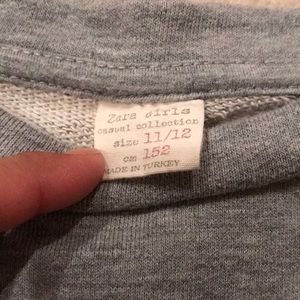 Zara girls
casual collection
size 11/12
cm 152
MADE IN TURKEY